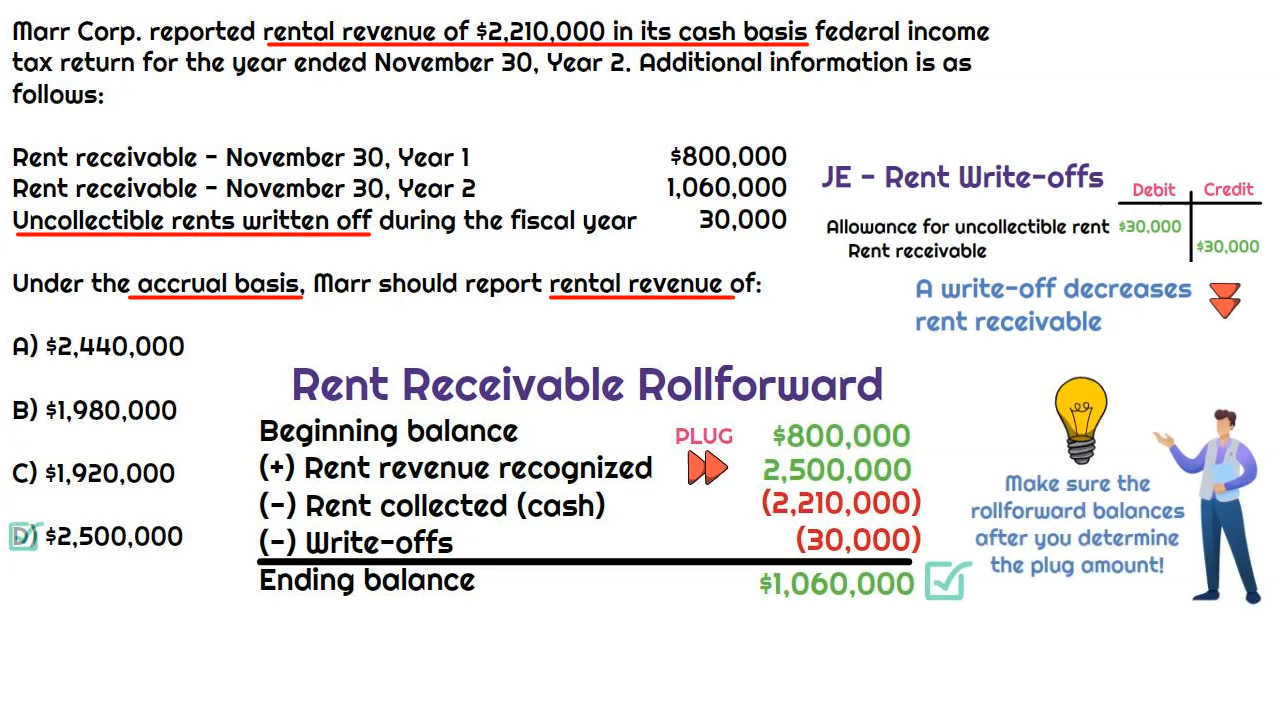 Marr Corp. reported rental revenue of $2,210,000 in its cash basis federal income
tax return for the year ended November 30, Year 2. Additional information is as
follows:
Rent receivable - November 30, Year 1 $800,000
Rent receivable - November 30, Year 2 1,060,000
Uncollectible rents written off during the fiscal year 30,000
JE - Rent Write-offs
Debit Credit
Allowance for uncollectible rent $30,000
Rent receivable $30,000
A write-off decreases
rent receivable
Under the accrual basis, Marr should report rental revenue of:
A) $2,440,000
B) $1,980,000
C) $1,920,000
D) $2,500,000
Rent Receivable Rollforward
Beginning balance $800,000
PLUG
(+) Rent revenue recognized 2,500,000
(-) Rent collected (cash) (2,210,000)
(-) Write-offs (30,000)
Ending balance $1,060,000
Make sure the
rollforward balances
after you determine
the plug amount!